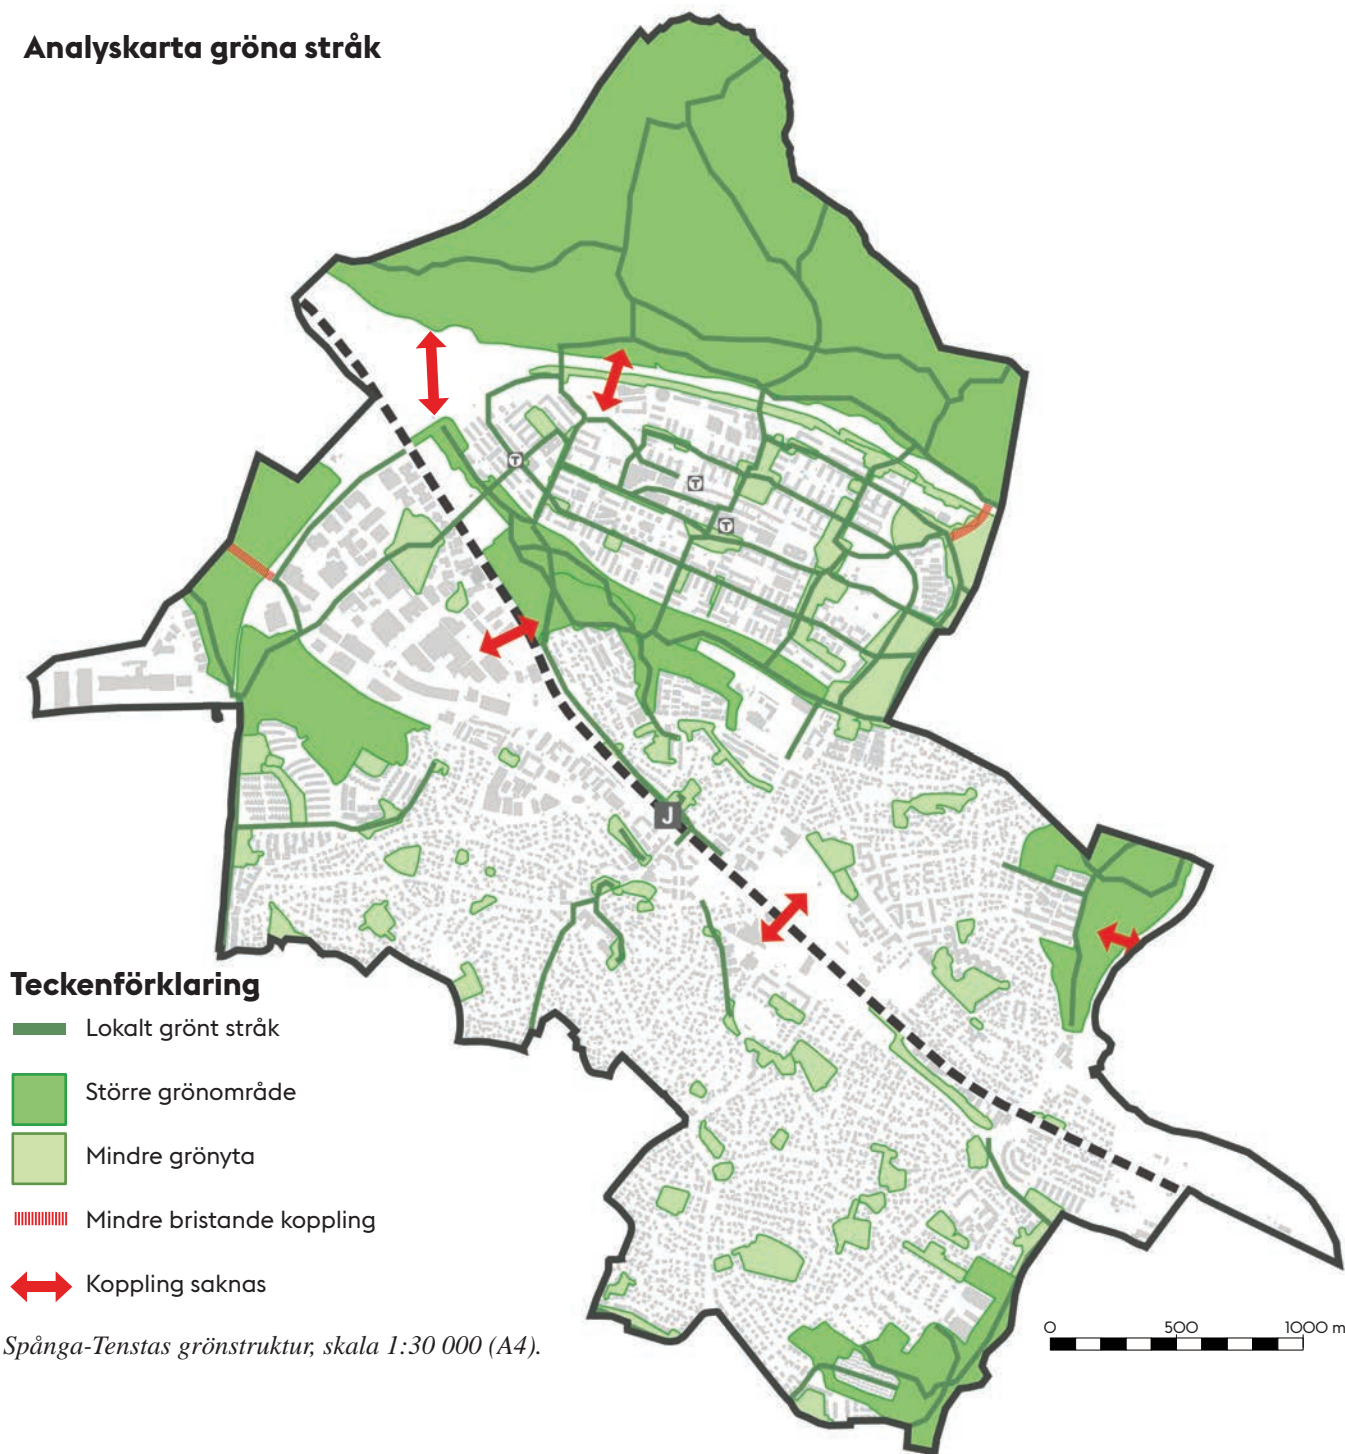 Analyskarta gröna stråk
T
T
T
J
Teckenförklaring
Lokalt grönt stråk
Större grönområde
Mindre grönyta
Mindre bristande koppling
Koppling saknas
Spånga-Tenstas grönstruktur, skala 1:30 000 (A4).
0 500 1000 m